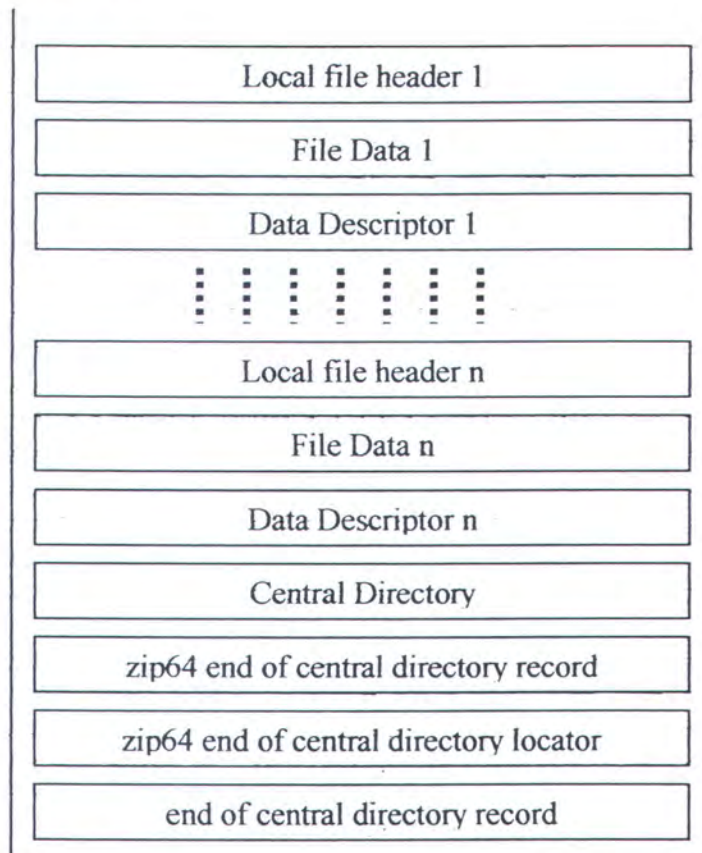 Local file header 1
File Data 1
Data Descriptor 1
Local file header n
File Data n
Data Descriptor n
Central Directory
zip64 end of central directory record
zip64 end of central directory locator
end of central directory record